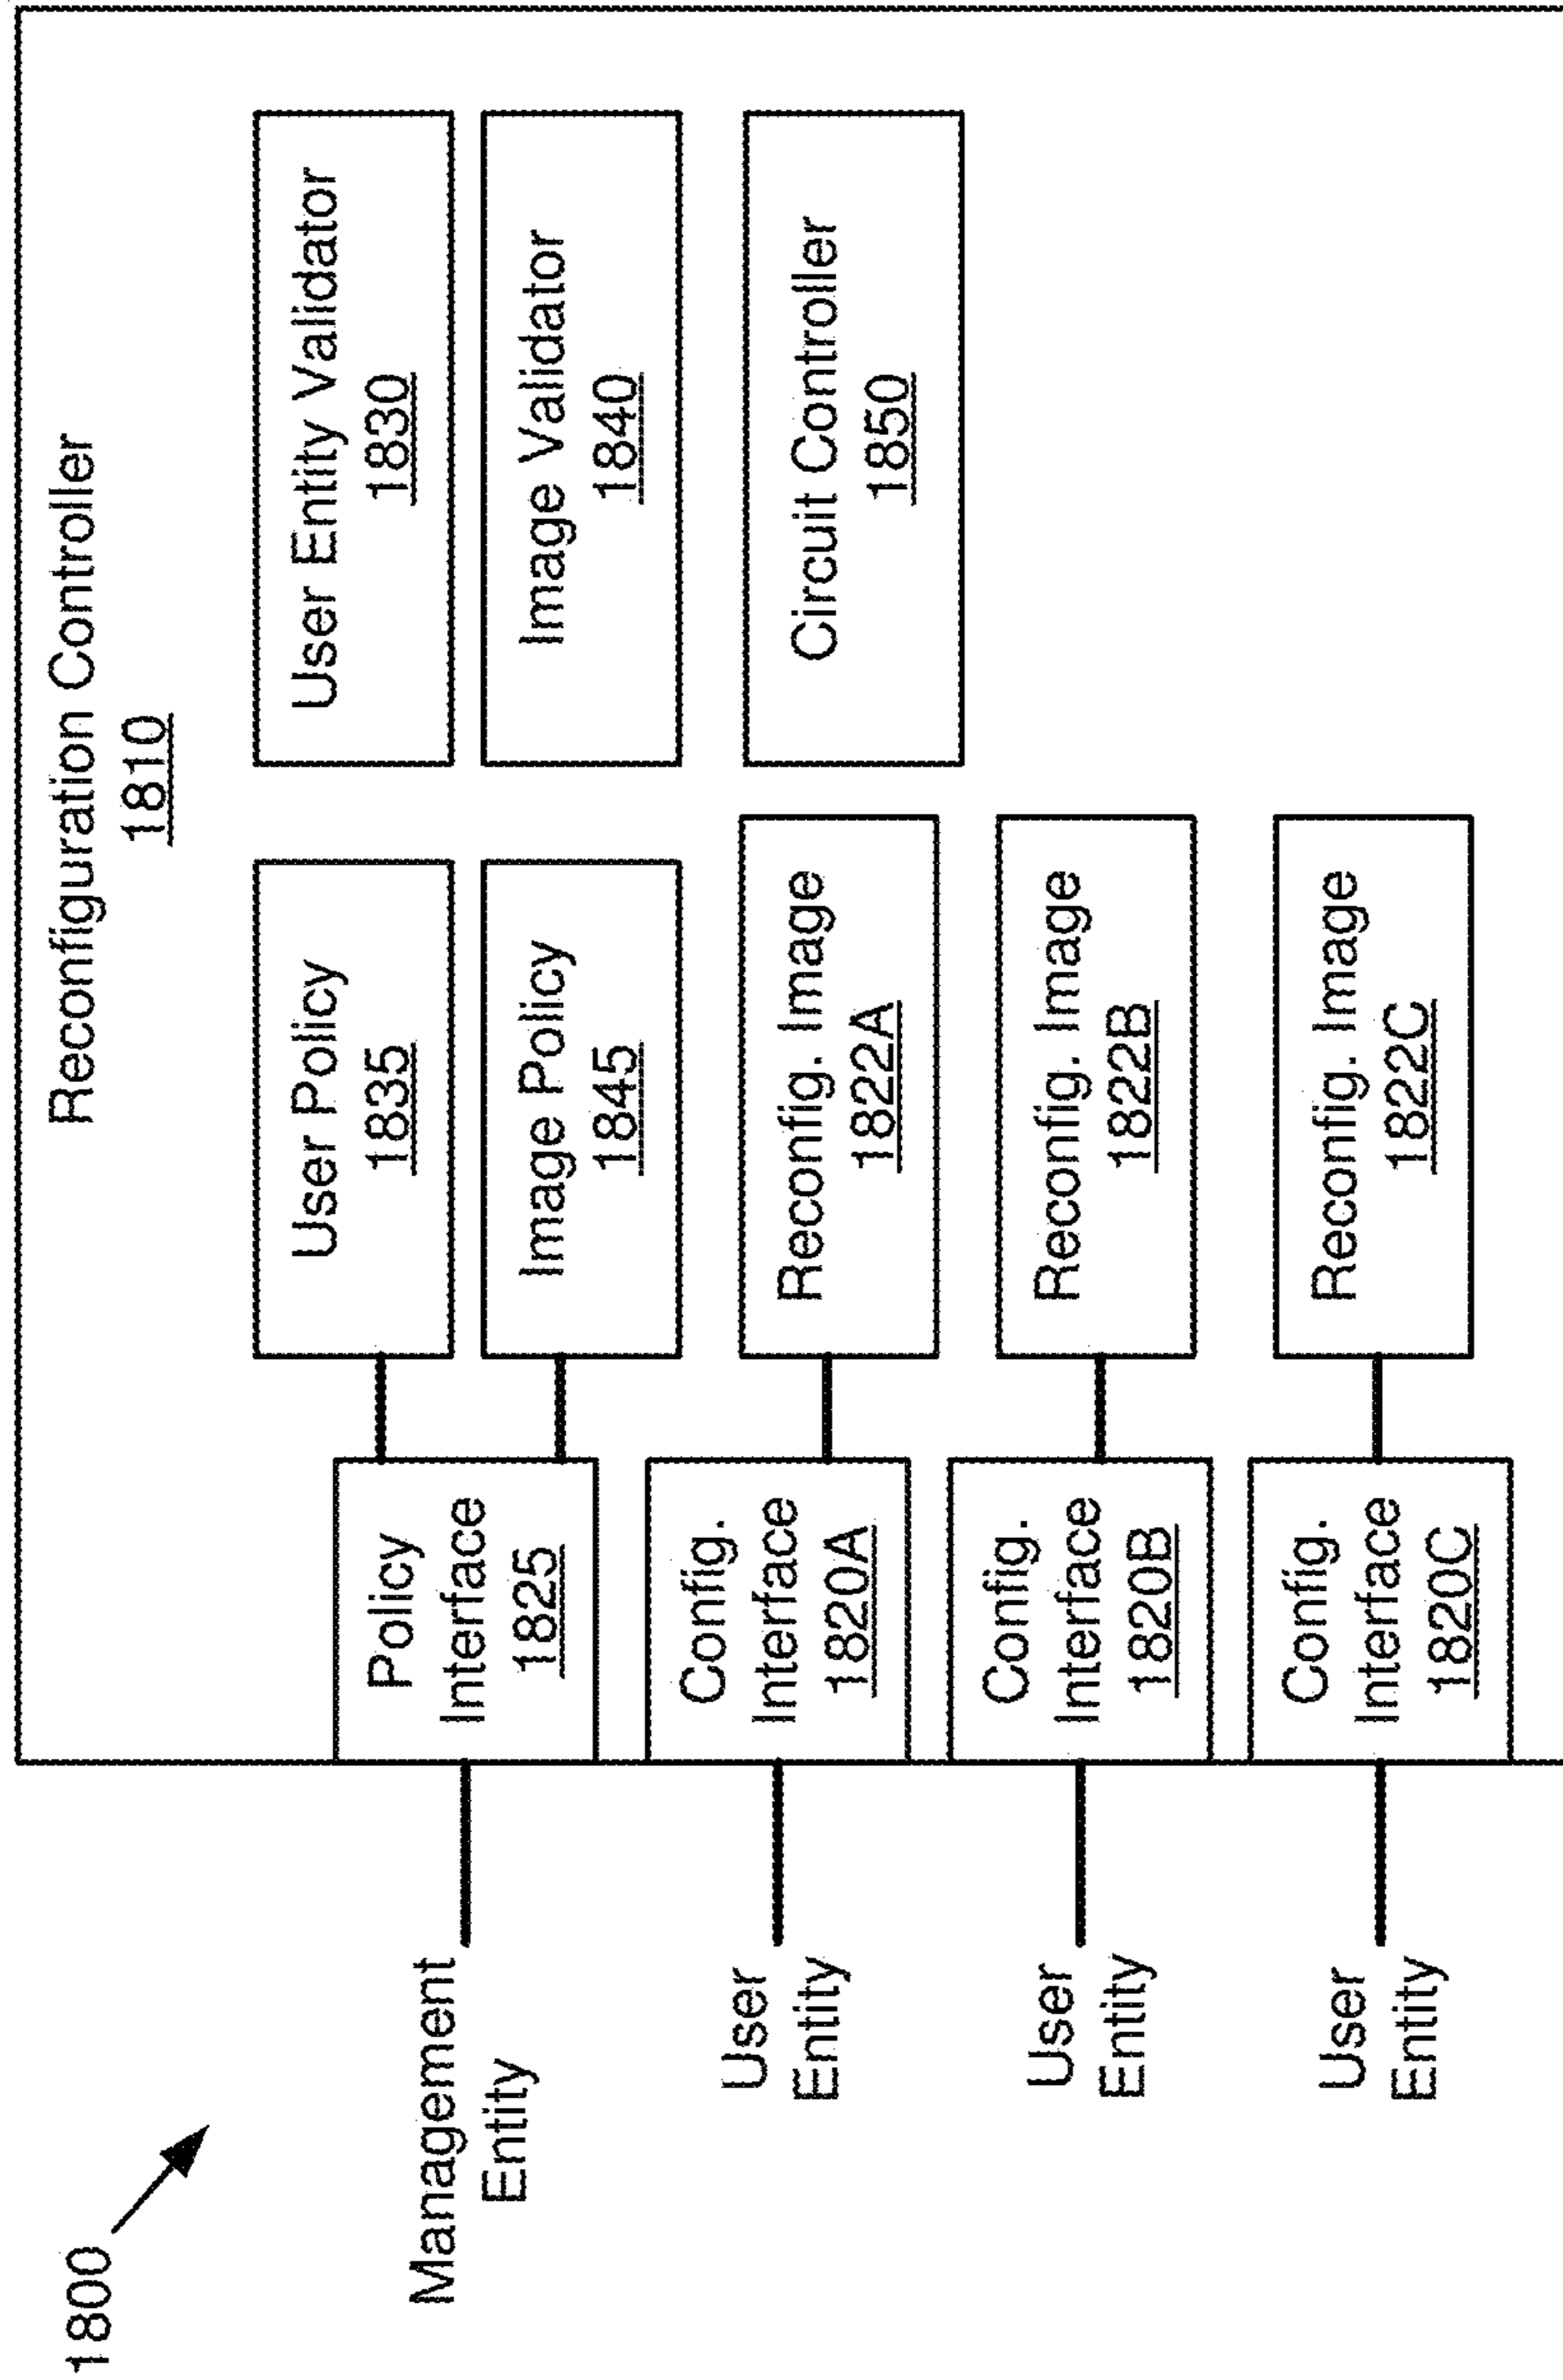 1800
Reconfiguration Controller
1810
Management
Entity
Policy
Interface
1825
User Policy
1835
User Entity Validator
1830
Image Policy
1845
Image Validator
1840
User
Entity
Config.
Interface
1820A
Reconfig. Image
1822A
Circuit Controller
1850
User
Entity
Config.
Interface
1820B
Reconfig. Image
1822B
User
Entity
Config.
Interface
1820C
Reconfig. Image
1822C